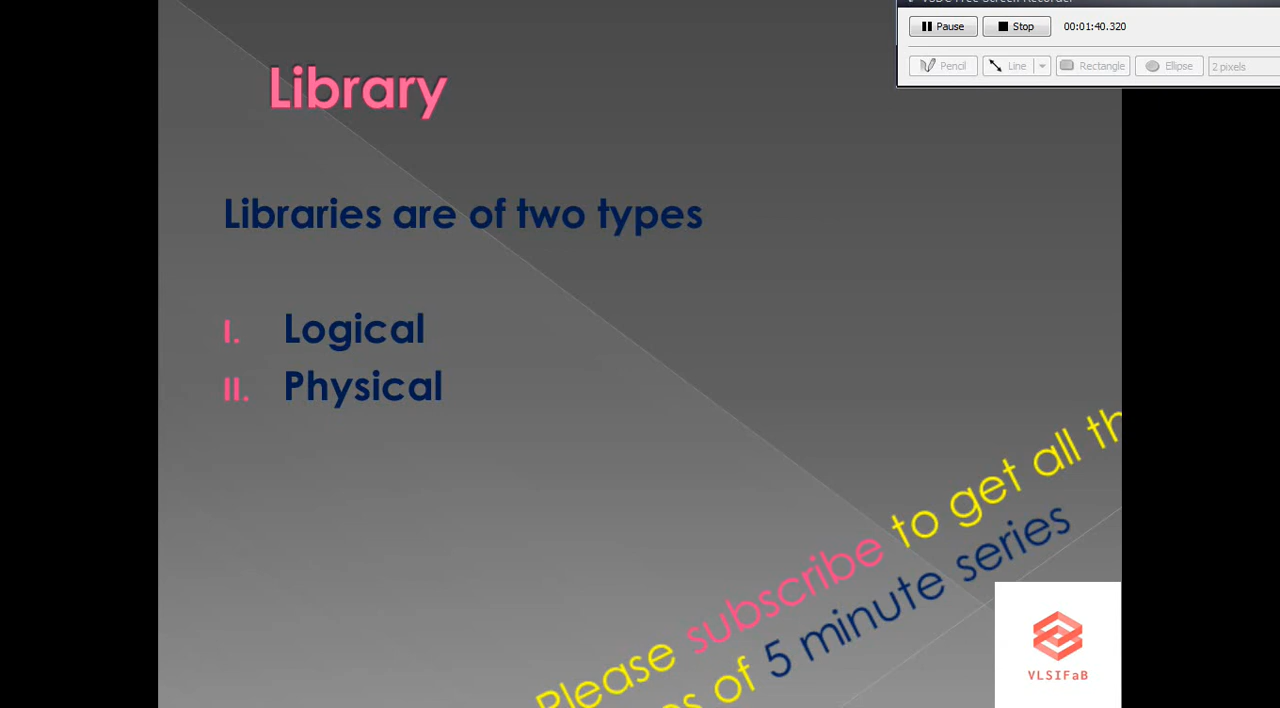 Pause
Stop
00:01:40.320
Pencil
Line
Rectangle
Ellipse
2 pixels
Library
Libraries are of two types
I. Logical
II. Physical
Please subscribe to get all
of 5 minute series
VLSIFaB